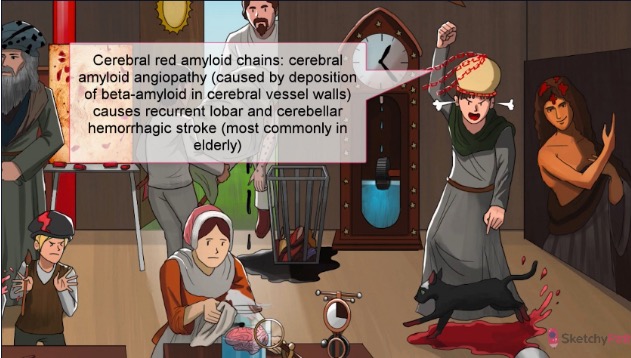 Cerebral red amyloid chains: cerebral
amyloid angiopathy (caused by deposition
of beta-amyloid in cerebral vessel walls)
causes recurrent lobar and cerebellar
hemorrhagic stroke (most commonly in
elderly)